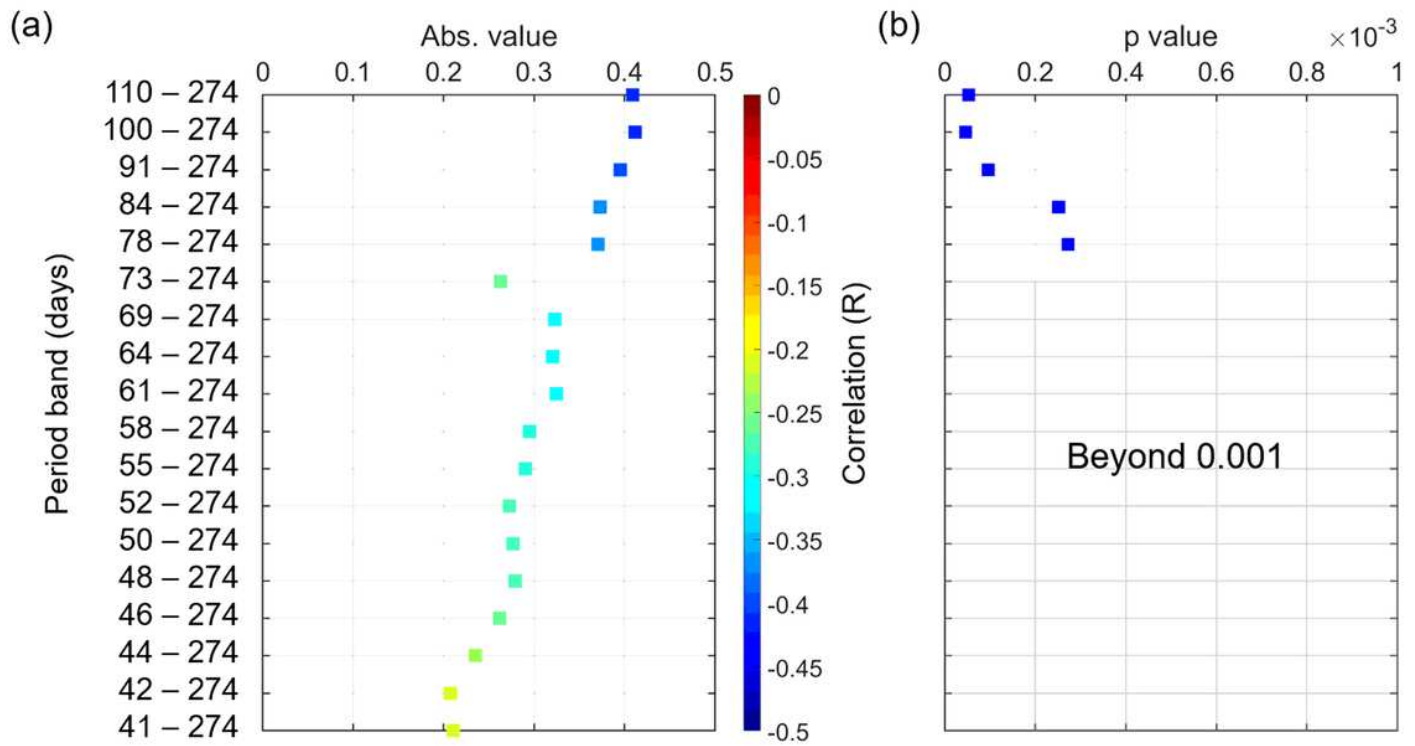 (a)
Abs. value
0 0.1 0.2 0.3 0.4 0.5
Period band (days)
110 – 274
100 – 274
91 – 274
84 – 274
78 – 274
73 – 274
69 – 274
64 – 274
61 – 274
58 – 274
55 – 274
52 – 274
50 – 274
48 – 274
46 – 274
44 – 274
42 – 274
41 – 274
0
-0.05
-0.1
-0.15
-0.2
-0.25
-0.3
-0.35
-0.4
-0.45
-0.5
Correlation (R)
(b)
p value ×10⁻³
0 0.2 0.4 0.6 0.8 1
Beyond 0.001